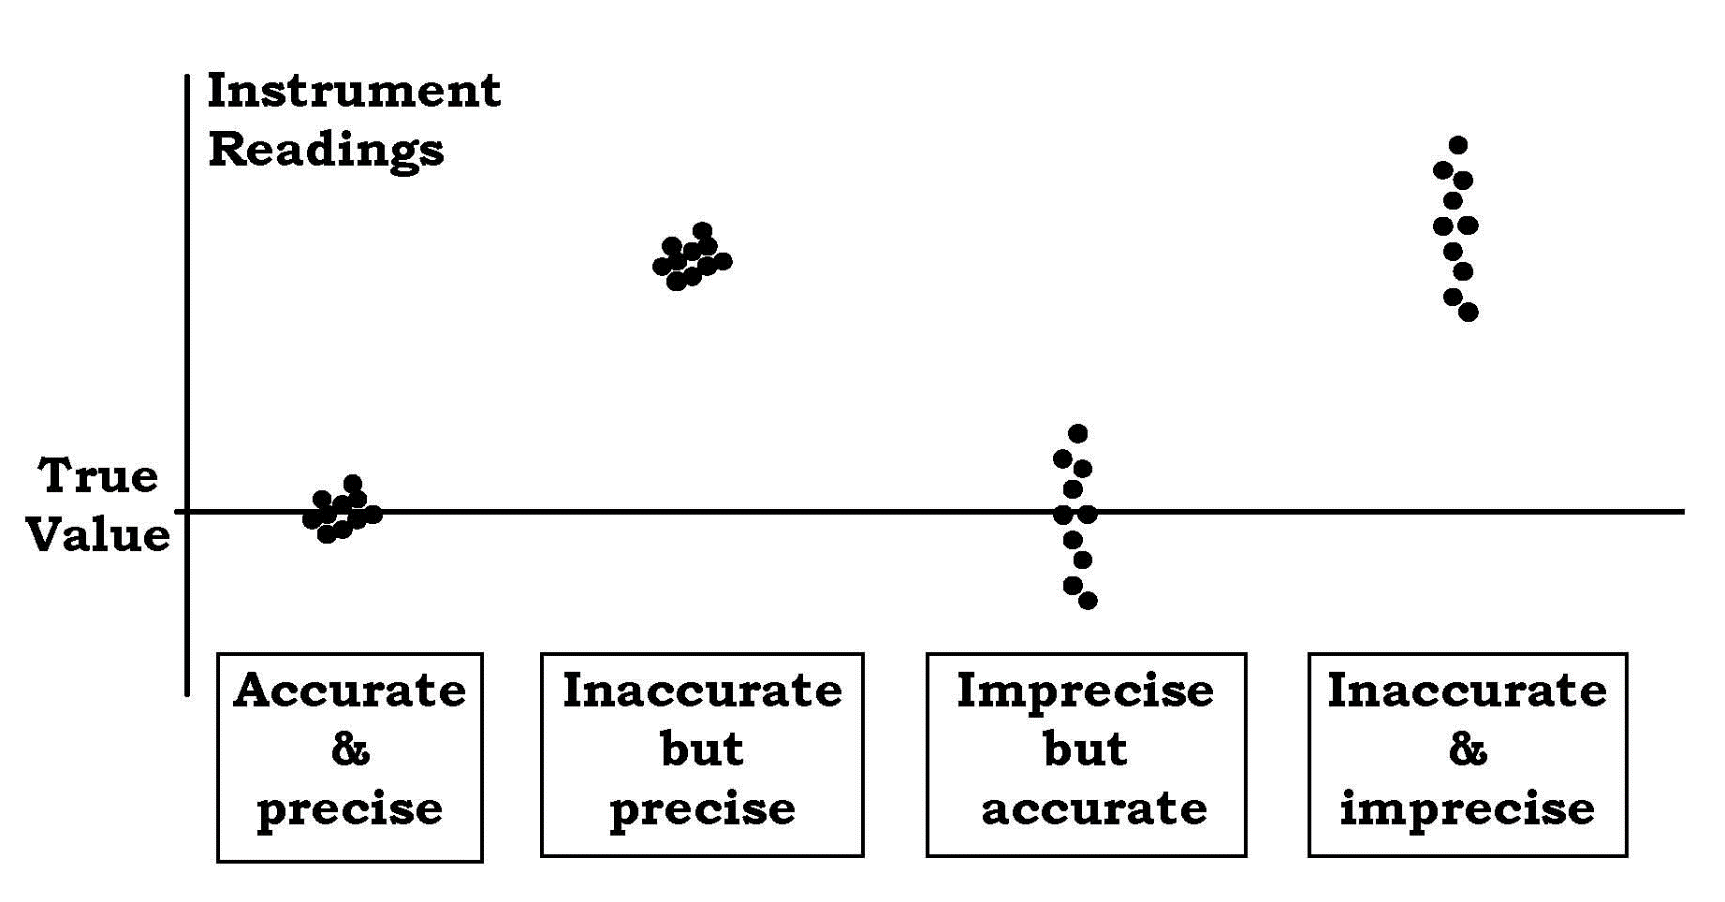 Instrument
Readings
True
Value
Accurate
&
precise
Inaccurate
but
precise
Imprecise
but
accurate
Inaccurate
&
imprecise